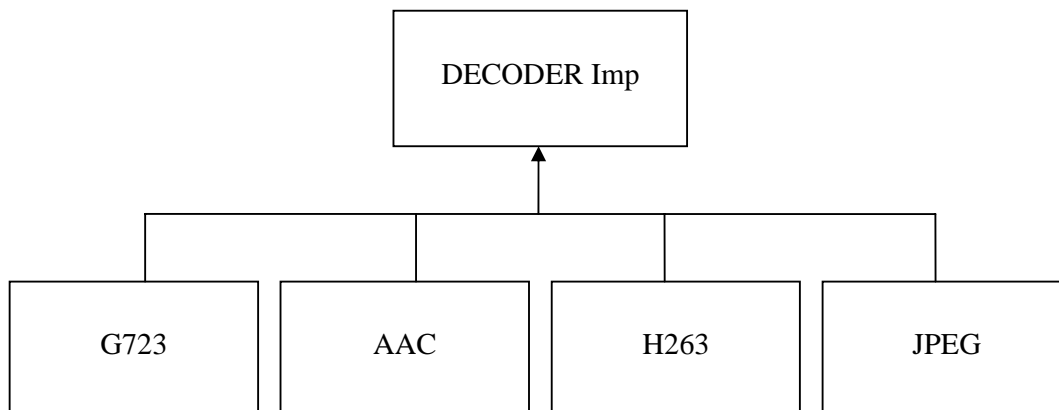 DECODER Imp
G723
AAC
H263
JPEG